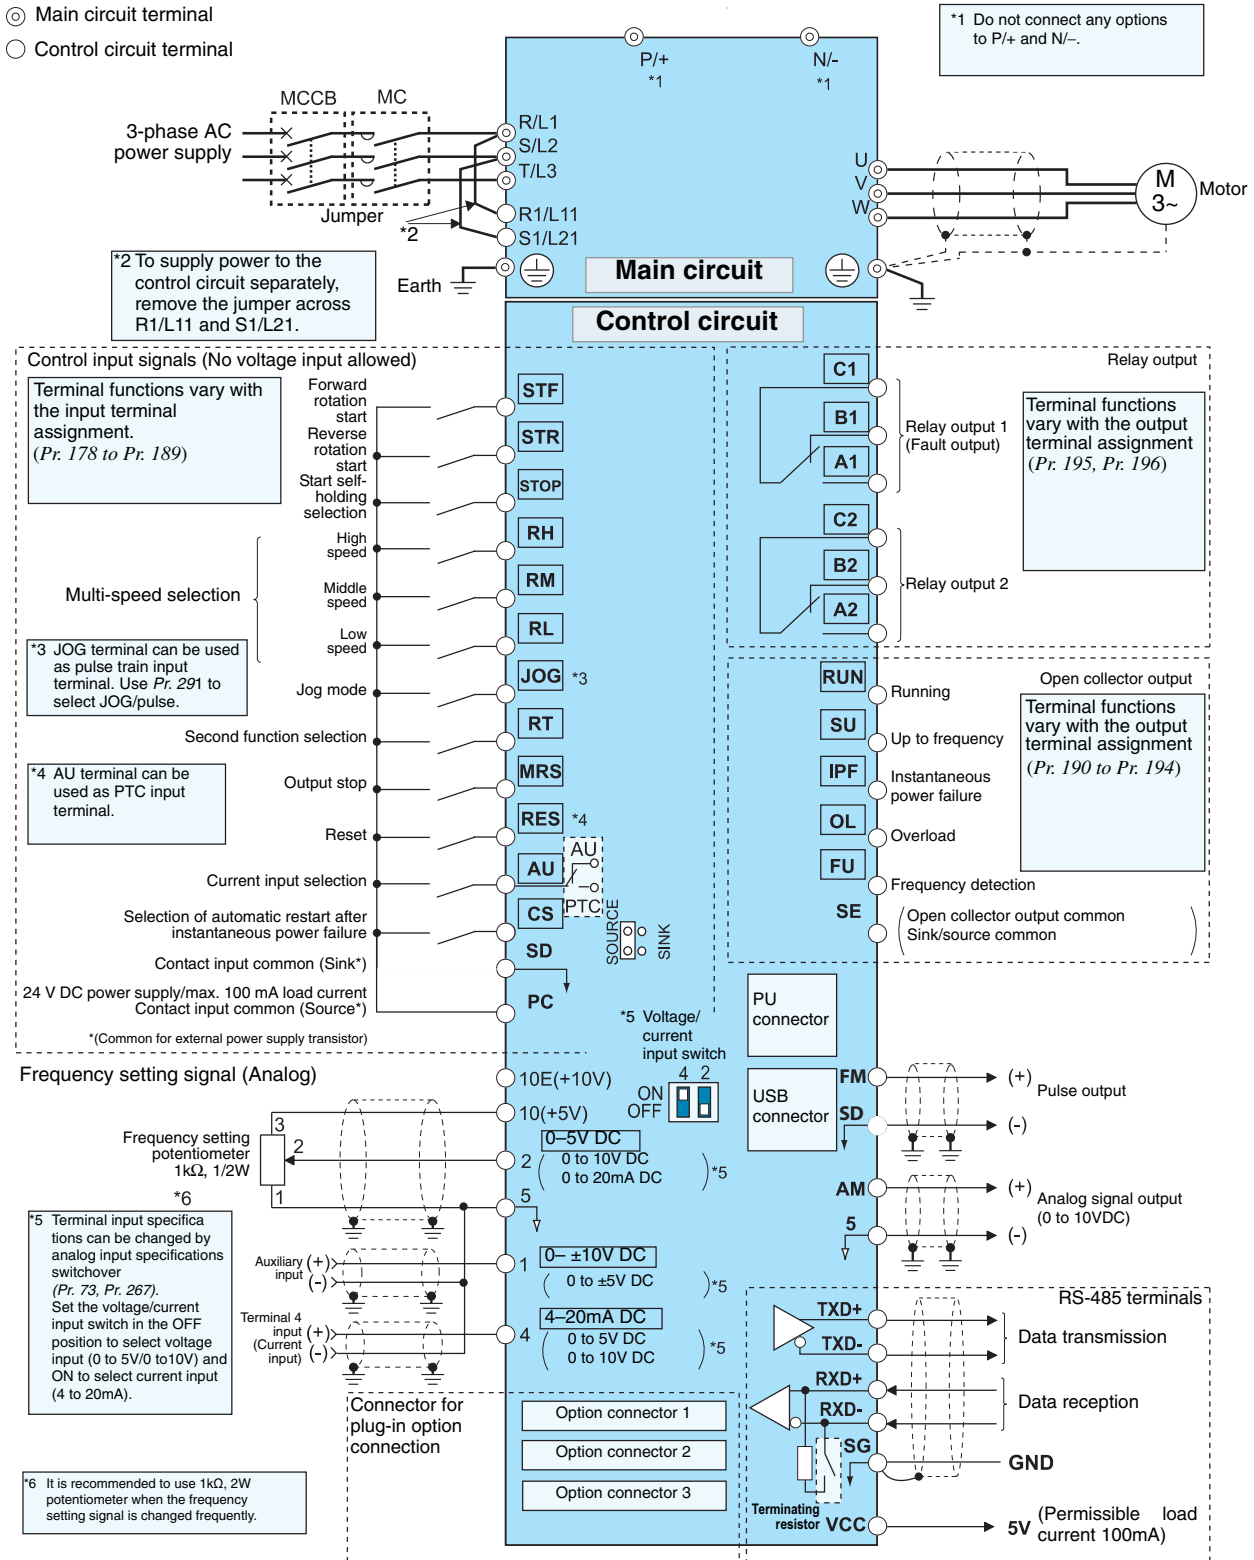 Main circuit terminal
Control circuit terminal
*1 Do not connect any options
to P/+ and N/–.
P/+
*1
N/-
*1
MCCB
MC
3-phase AC
power supply
R/L1
S/L2
T/L3
R1/L11
S1/L21
Jumper
*2
*2 To supply power to the
control circuit separately,
remove the jumper across
R1/L11 and S1/L21.
Earth
Main circuit
U
V
W
M
3~
Motor
Control circuit
Control input signals (No voltage input allowed)
Terminal functions vary with
the input terminal
assignment.
(Pr. 178 to Pr. 189)
Forward
rotation
start
STF
Reverse
rotation
start
STR
Start self-
holding
selection
STOP
Multi-speed selection
High
speed
RH
Middle
speed
RM
Low
speed
RL
*3 JOG terminal can be used
as pulse train input
terminal. Use Pr. 291 to
select JOG/pulse.
Jog mode
JOG *3
Second function selection
RT
*4 AU terminal can be
used as PTC input
terminal.
Output stop
MRS
Reset
RES *4
Current input selection
AU
AU
PTC
Selection of automatic restart after
instantaneous power failure
CS
SOURCE
SINK
Contact input common (Sink*)
SD
24 V DC power supply/max. 100 mA load current
Contact input common (Source*)
PC
*(Common for external power supply transistor)
Relay output
C1
B1
A1
Relay output 1
(Fault output)
Terminal functions
vary with the output
terminal assignment
(Pr. 195, Pr. 196)
C2
B2
A2
Relay output 2
Open collector output
RUN
Running
SU
Up to frequency
IPF
Instantaneous
power failure
OL
Overload
FU
Frequency detection
SE
Open collector output common
Sink/source common
Terminal functions
vary with the output
terminal assignment
(Pr. 190 to Pr. 194)
PU
connector
USB
connector
*5 Voltage/
current
input switch
4 2
ON
OFF
Frequency setting signal (Analog)
10E(+10V)
10(+5V)
Frequency setting
potentiometer
1kΩ, 1/2W
*6
3
2
1
2
0–5V DC
0 to 10V DC
0 to 20mA DC
*5
5
*5 Terminal input specifica
tions can be changed by
analog input specifications
switchover
(Pr. 73, Pr. 267).
Set the voltage/current
input switch in the OFF
position to select voltage
input (0 to 5V/0 to10V) and
ON to select current input
(4 to 20mA).
Auxiliary
input
(+)
(-)
1
0– ±10V DC
0 to ±5V DC
*5
Terminal 4
input
(Current
input)
(+)
(-)
4
4–20mA DC
0 to 5V DC
0 to 10V DC
*5
FM
(+)
Pulse output
SD
(-)
AM
(+)
Analog signal output
(0 to 10VDC)
5
(-)
RS-485 terminals
TXD+
TXD-
Data transmission
RXD+
RXD-
Data reception
SG
GND
Terminating
resistor
VCC
5V
(Permissible load
current 100mA)
Connector for
plug-in option
connection
Option connector 1
Option connector 2
Option connector 3
*6 It is recommended to use 1kΩ, 2W
potentiometer when the frequency
setting signal is changed frequently.